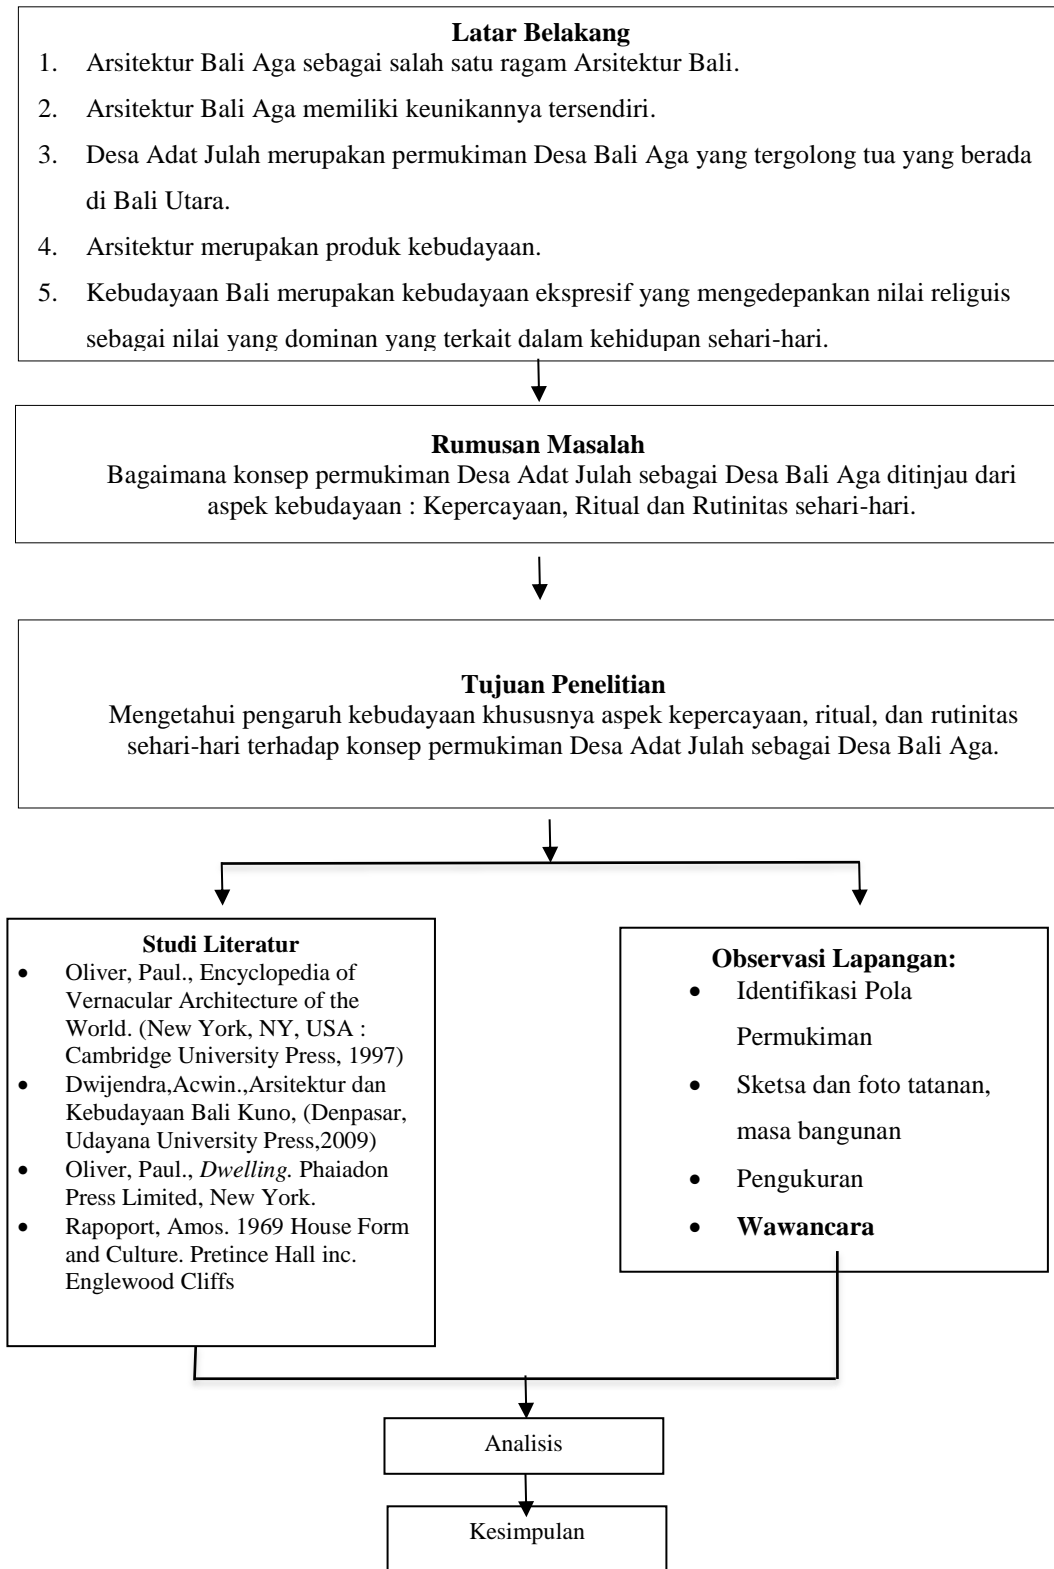 Latar Belakang
1. Arsitektur Bali Aga sebagai salah satu ragam Arsitektur Bali.
2. Arsitektur Bali Aga memiliki keunikannya tersendiri.
3. Desa Adat Julah merupakan permukiman Desa Bali Aga yang tergolong tua yang berada
di Bali Utara.
4. Arsitektur merupakan produk kebudayaan.
5. Kebudayaan Bali merupakan kebudayaan ekspresif yang mengedepankan nilai religuis
sebagai nilai yang dominan yang terkait dalam kehidupan sehari-hari.
Rumusan Masalah
Bagaimana konsep permukiman Desa Adat Julah sebagai Desa Bali Aga ditinjau dari
aspek kebudayaan : Kepercayaan, Ritual dan Rutinitas sehari-hari.
Tujuan Penelitian
Mengetahui pengaruh kebudayaan khususnya aspek kepercayaan, ritual, dan rutinitas
sehari-hari terhadap konsep permukiman Desa Adat Julah sebagai Desa Bali Aga.
Studi Literatur
• Oliver, Paul., Encyclopedia of
Vernacular Architecture of the
World. (New York, NY, USA :
Cambridge University Press, 1997)
• Dwijendra,Acwin.,Arsitektur dan
Kebudayaan Bali Kuno, (Denpasar,
Udayana University Press,2009)
• Oliver, Paul., Dwelling. Phaiadon
Press Limited, New York.
• Rapoport, Amos. 1969 House Form
and Culture. Pretince Hall inc.
Englewood Cliffs
Observasi Lapangan:
• Identifikasi Pola
Permukiman
• Sketsa dan foto tatanan,
masa bangunan
• Pengukuran
• Wawancara
Analisis
Kesimpulan